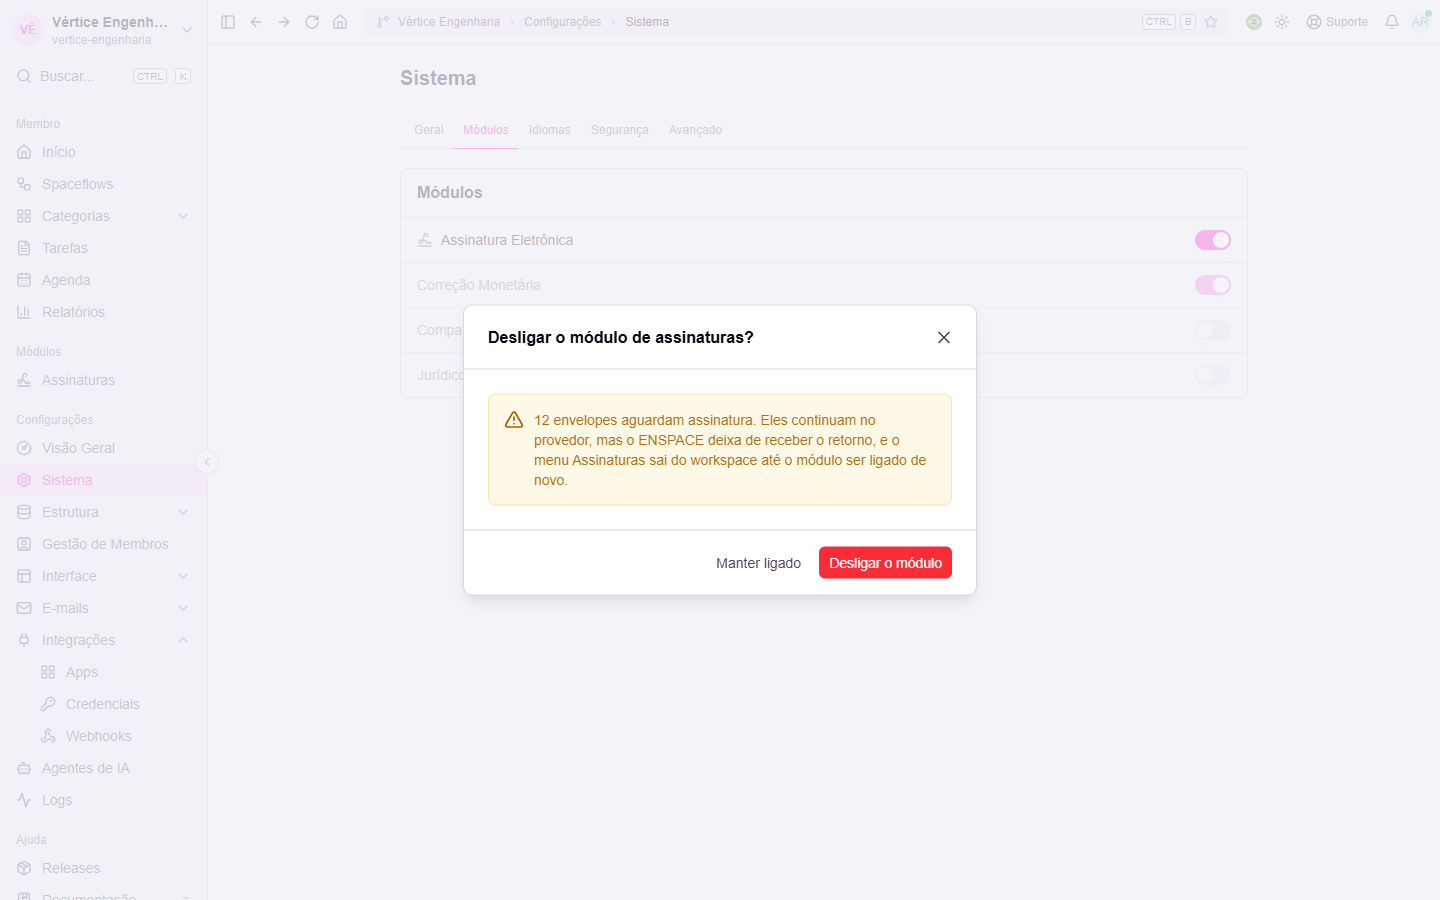 VÉ
Vértice Engenh...
vertice-engenharia
Buscar...
CTRL
K
Membro
Início
Spaceflows
Categorias
Tarefas
Agenda
Relatórios
Módulos
Assinaturas
Configurações
Visão Geral
Sistema
Estrutura
Gestão de Membros
Interface
E-mails
Integrações
Apps
Credenciais
Webhooks
Agentes de IA
Logs
Ajuda
Releases
Documentação
Vértice Engenharia
Configurações
Sistema
CTRL
B
Suporte
AR
Sistema
Geral
Módulos
Idiomas
Segurança
Avançado
Módulos
Assinatura Eletrônica
Correção Monetária
Compa
Jurídico
Desligar o módulo de assinaturas?
12 envelopes aguardam assinatura. Eles continuam no
provedor, mas o ENSPACE deixa de receber o retorno, e o
menu Assinaturas sai do workspace até o módulo ser ligado de
novo.
Manter ligado
Desligar o módulo